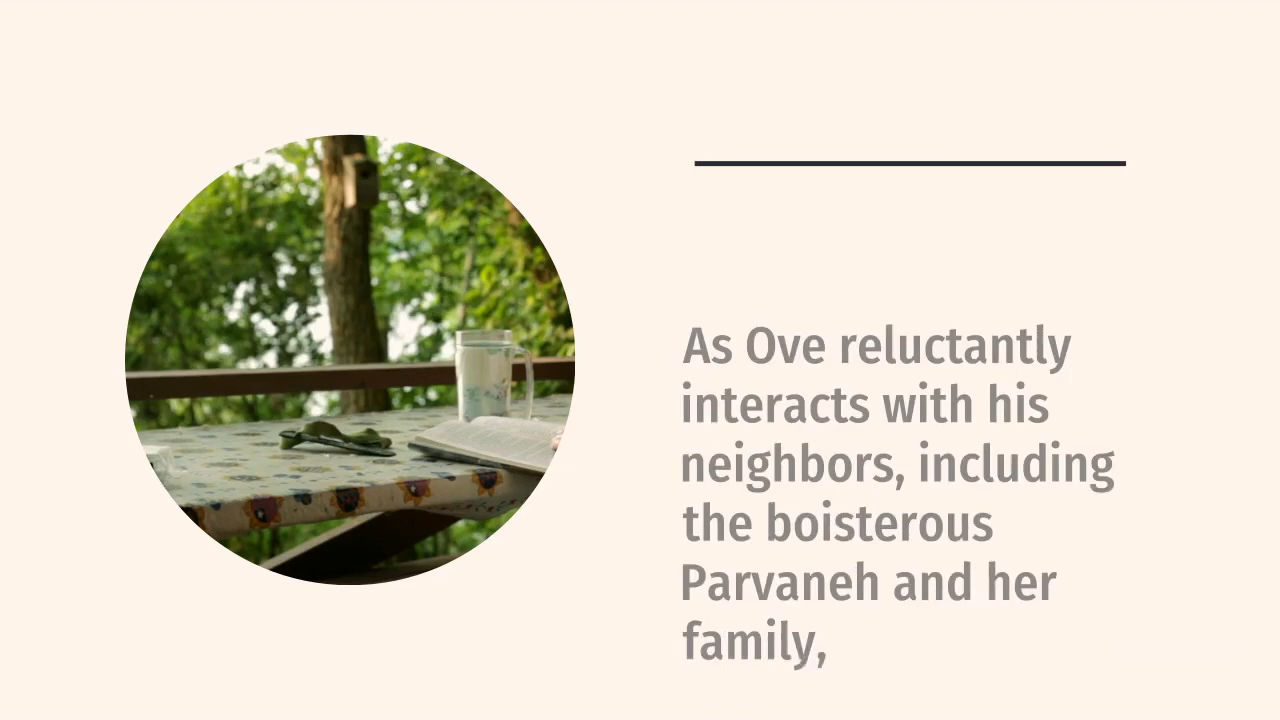 As Ove reluctantly
interacts with his
neighbors, including
the boisterous
Parvaneh and her
family,